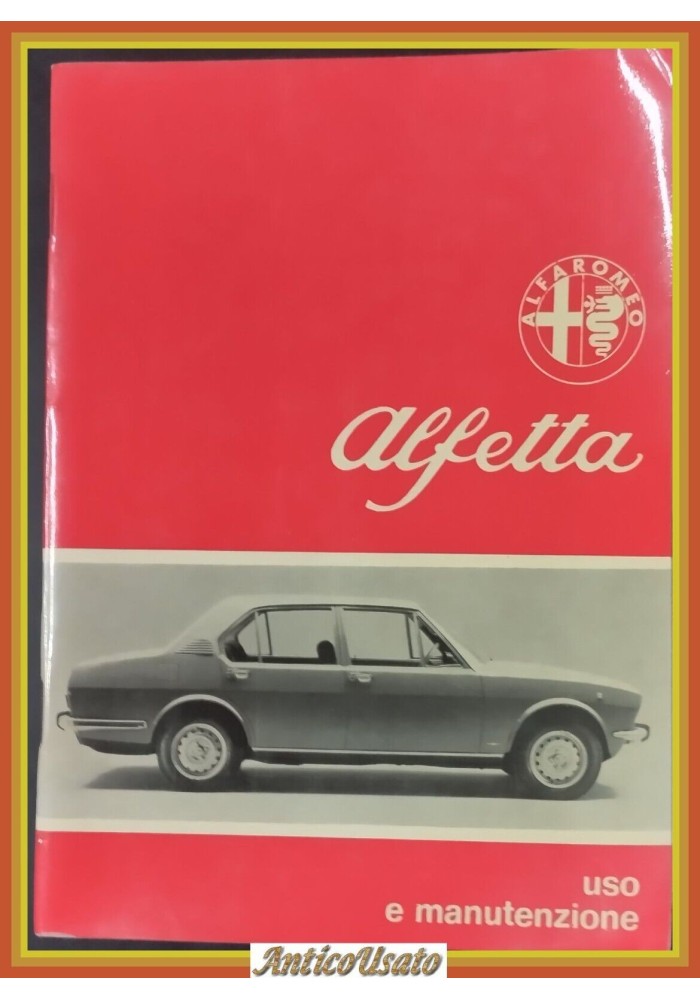 ALFA ROMEO
alfetta
uso
e manutenzione
AnticoUsato